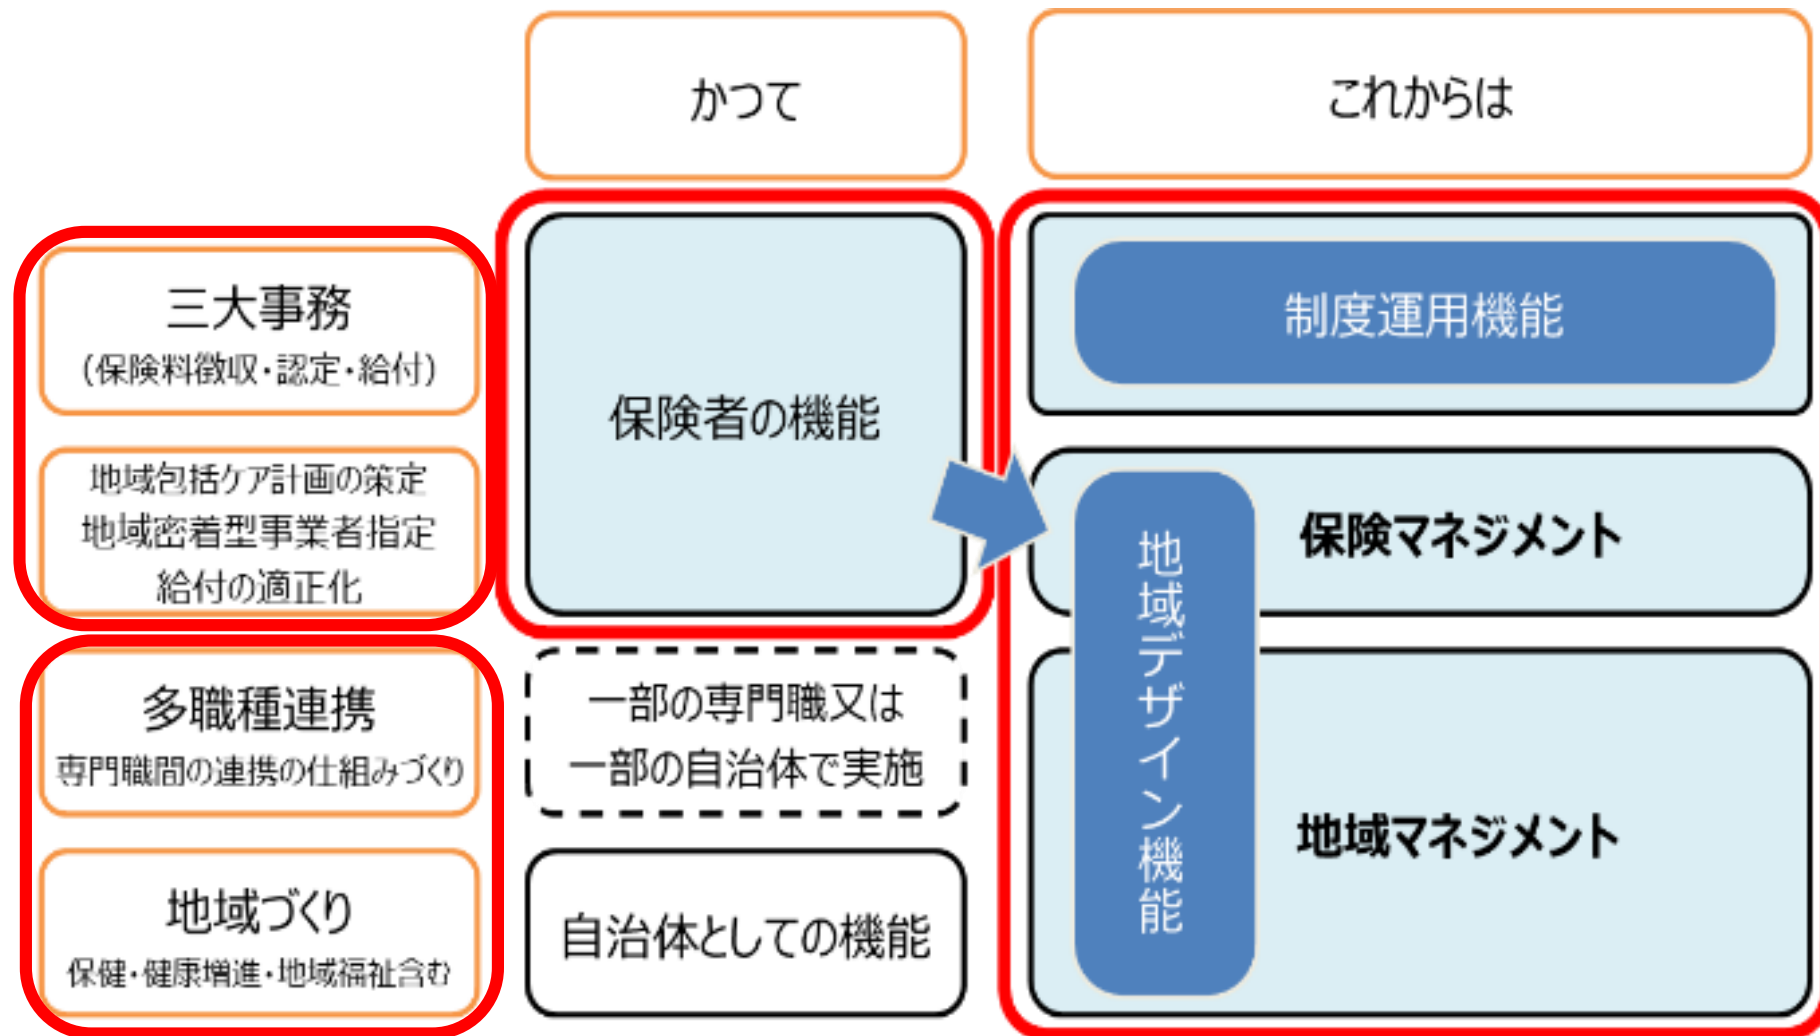 かつて
これからは
三大事務
(保険料徴収・認定・給付)
地域包括ケア計画の策定
地域密着型事業者指定
給付の適正化
多職種連携
専門職間の連携の仕組みづくり
地域づくり
保健・健康増進・地域福祉含む
保険者の機能
一部の専門職又は
一部の自治体で実施
自治体としての機能
制度運用機能
保険マネジメント
地域デザイン機能
地域マネジメント